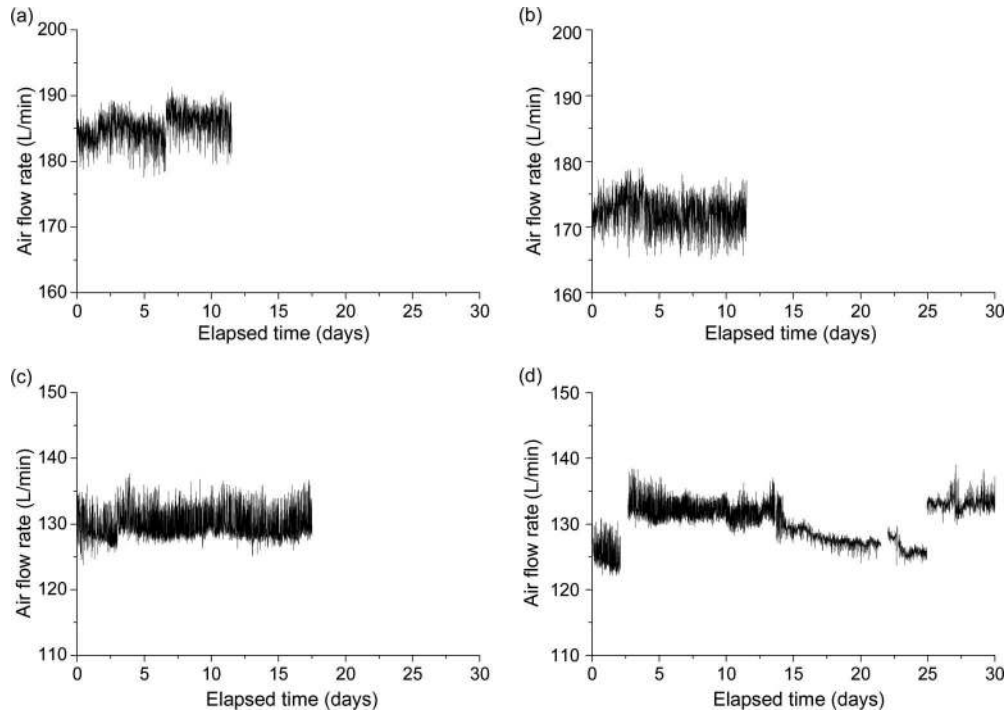 (a)
200
190
180
170
160
Air flow rate (L/min)
0 5 10 15 20 25 30
Elapsed time (days)
(b)
200
190
180
170
160
Air flow rate (L/min)
0 5 10 15 20 25 30
Elapsed time (days)
(c)
150
140
130
120
110
Air flow rate (L/min)
0 5 10 15 20 25 30
Elapsed time (days)
(d)
150
140
130
120
110
Air flow rate (L/min)
0 5 10 15 20 25 30
Elapsed time (days)